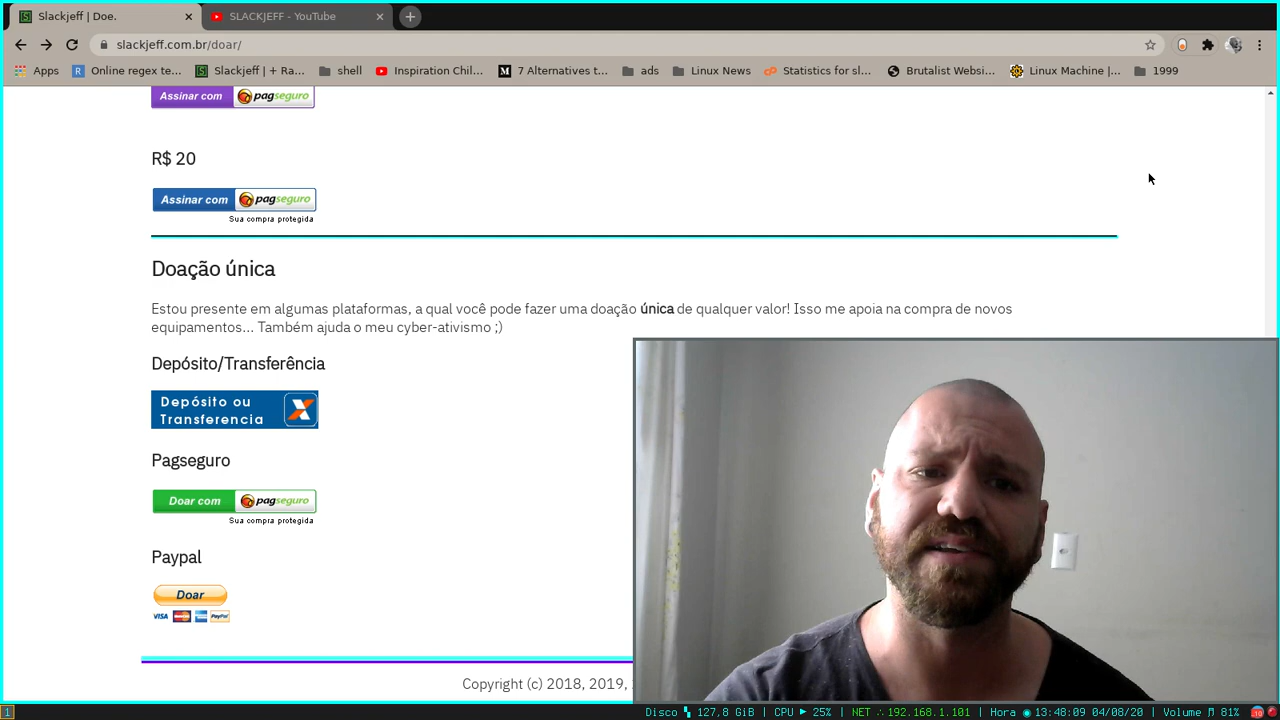 Slackjeff | Doe.
SLACKJEFF - YouTube
slackjeff.com.br/doar/
Apps
Online regex te...
Slackjeff | + Ra...
shell
Inspiration Chil...
7 Alternatives t...
ads
Linux News
Statistics for sl...
Brutalist Websi...
Linux Machine |...
1999
Assinar com pagseguro
R$ 20
Assinar com pagseguro
Sua compra protegida
Doação única
Estou presente em algumas plataformas, a qual você pode fazer uma doação única de qualquer valor! Isso me apoia na compra de novos
equipamentos... Também ajuda o meu cyber-ativismo ;)
Depósito/Transferência
Depósito ou
Transferencia
Pagseguro
Doar com pagseguro
Sua compra protegida
Paypal
Doar
VISA PayPal
Copyright (c) 2018, 2019,
1
Disco 127,8 GiB | CPU 25% | NET 192.168.1.101 | Hora 13:48:09 04/08/20 | Volume 81%